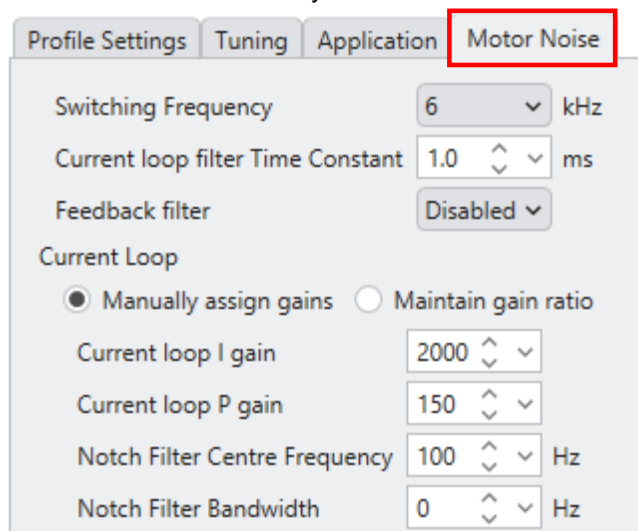 Profile Settings Tuning Application Motor Noise
Switching Frequency 6 kHz
Current loop filter Time Constant 1.0 ms
Feedback filter Disabled
Current Loop
Manually assign gains Maintain gain ratio
Current loop I gain 2000
Current loop P gain 150
Notch Filter Centre Frequency 100 Hz
Notch Filter Bandwidth 0 Hz